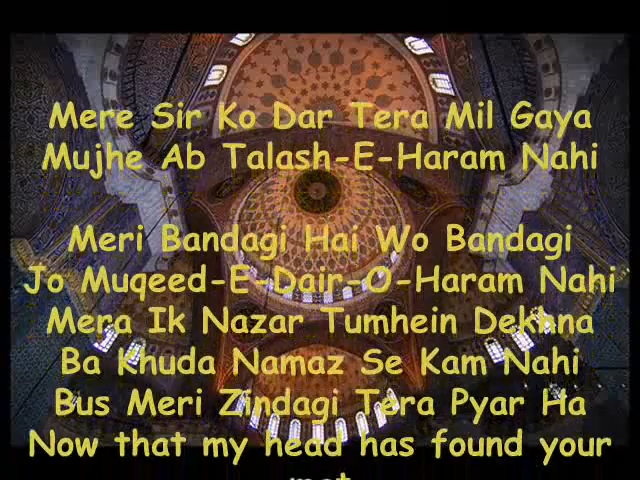 Mere Sir Ko Dar Tera Mil Gaya
Mujhe Ab Talash-E-Haram Nahi
Meri Bandagi Hai Wo Bandagi
Jo Muqeed-E-Dair-O-Haram Nahi
Mera Ik Nazar Tumhein Dekhna
Ba Khuda Namaz Se Kam Nahi
Bus Meri Zindagi Tera Pyar Ha
Now that my head has found your